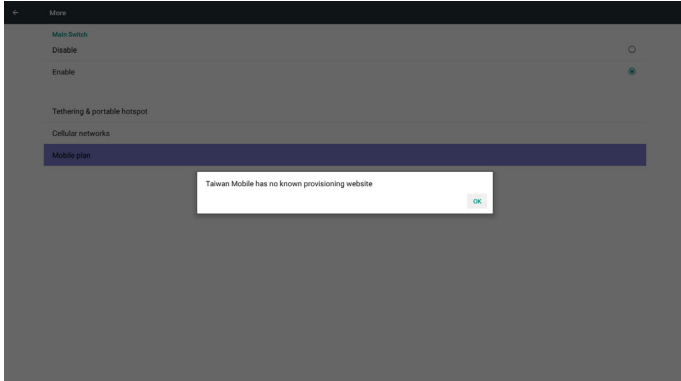 More
Main Switch
Disable
Enable
Tethering & portable hotspot
Cellular networks
Mobile plan
Taiwan Mobile has no known provisioning website
OK